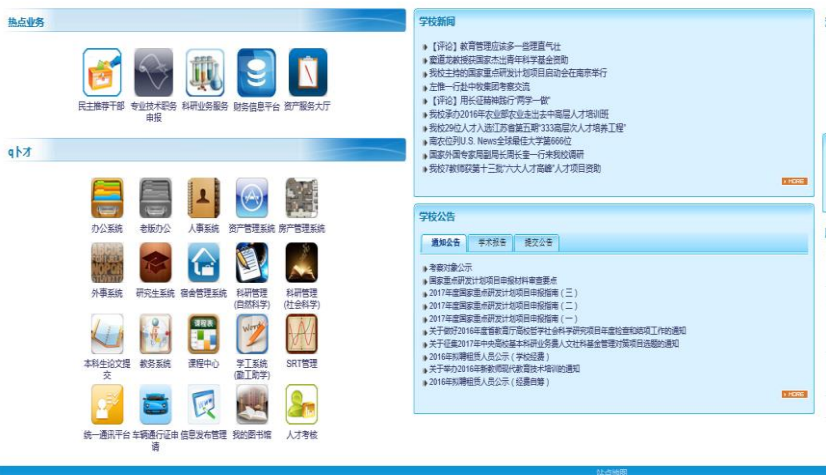 热点业务
民主推荐干部 专业技术职务申报 科研业务服务 财务信息平台 资产服务大厅
qト才
办公系统 老版办公 人事系统 资产管理系统 房产管理系统
外事系统 研究生系统 宿舍管理系统 科研管理(自然科学) 科研管理(社会科学)
课程表
Word
本科生论文提交 教务系统 课程中心 学工系统(勤工助学) SRT管理
统一通讯平台 车辆通行证申请 信息发布管理 我的图书馆 人才考核
学校新闻
【评论】教育管理应该多一些理直气壮
窦道龙教授获国家杰出青年科学基金资助
我校主持的国家重点研发计划项目启动会在南京举行
左惟一行赴中牧集团考察交流
【评论】用长征精神践行“两学一做”
我校承办2016年农业部农业走出去中高层人才培训班
我校29位人才入选江苏省第五期“333高层次人才培养工程”
南农位列U.S. News全球最佳大学第666位
国家外国专家局副局长周长奎一行来我校调研
我校7教师获第十三批“六大人才高峰”人才项目资助
MORE
学校公告
通知公告 学术报告 提交公告
考察对象公示
国家重点研发计划项目申报材料审查要点
2017年度国家重点研发计划项目申报指南（三）
2017年度国家重点研发计划项目申报指南（二）
2017年度国家重点研发计划项目申报指南（一）
关于做好2016年度省教育厅高校哲学社会科学研究项目年度检查和结项工作的通知
关于征集2017年中央高校基本科研业务费人文社科基金管理对策项目选题的通知
2016年拟聘租赁人员公示（学校经费）
关于举办2016年新教师现代教育技术培训的通知
2016年拟聘租赁人员公示（经费自筹）
MORE
站点地图